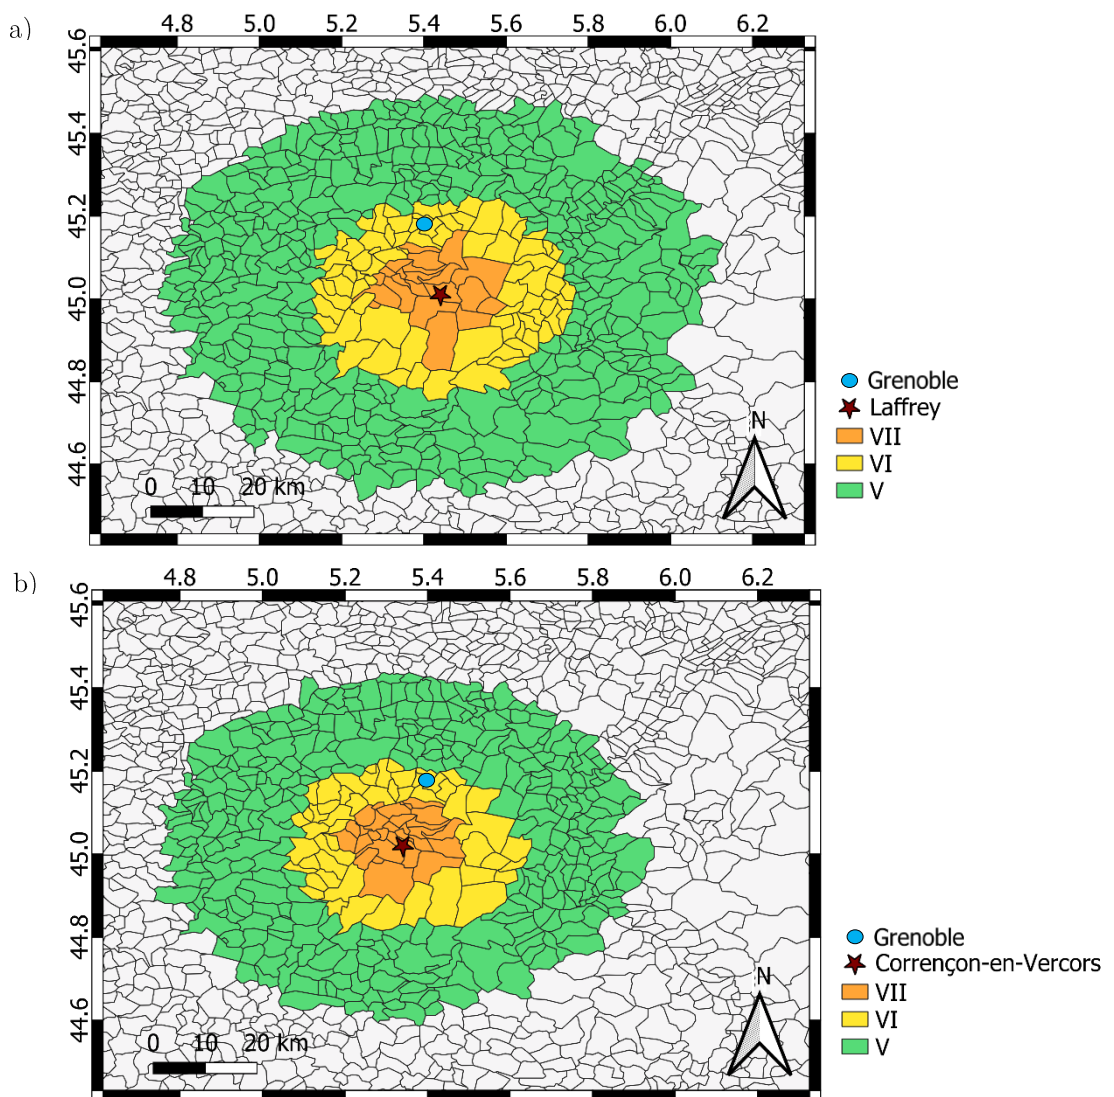 a)
4.8 5.0 5.2 5.4 5.6 5.8 6.0 6.2
45.6
45.4
45.2
45.0
44.8
44.6
N
0 10 20 km
Grenoble
Laffrey
VII
VI
V
b)
4.8 5.0 5.2 5.4 5.6 5.8 6.0 6.2
45.6
45.4
45.2
45.0
44.8
44.6
N
0 10 20 km
Grenoble
Corrençon-en-Vercors
VII
VI
V